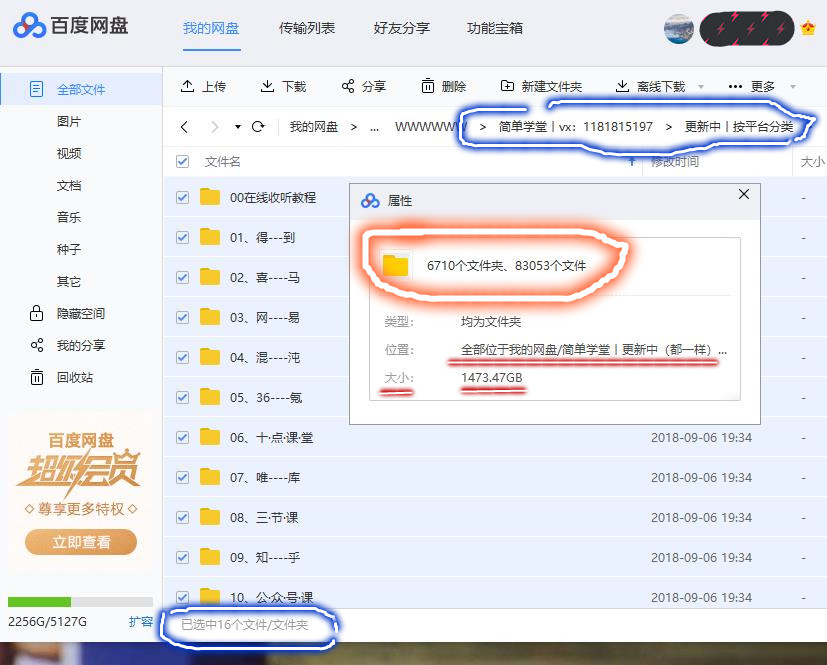 百度网盘
我的网盘 传输列表 好友分享 功能宝箱
全部文件
图片
视频
文档
音乐
种子
其它
隐藏空间
我的分享
回收站
百度网盘
超级会员
尊享更多特权
立即查看
2256G/5127G 扩容
上传 下载 分享 删除 新建文件夹 离线下载 更多
我的网盘 > ... WWWWWW > 简单学堂丨vx：1181815197 > 更新中丨按平台分类
文件名 修改时间 大小
00在线收听教程 -
01、得---到 -
02、喜----马 -
03、网----易 -
04、混----沌 -
05、36----氪 -
06、十·点·课·堂 2018-09-06 19:34 -
07、唯----库 2018-09-06 19:34 -
08、三·节·课 2018-09-06 19:34 -
09、知----乎 2018-09-06 19:34 -
10、公·众·号·课 2018-09-06 19:34 -
已选中16个文件/文件夹
属性
6710个文件夹、83053个文件
类型： 均为文件夹
位置： 全部位于我的网盘/简单学堂丨更新中（都一样）...
大小： 1473.47GB